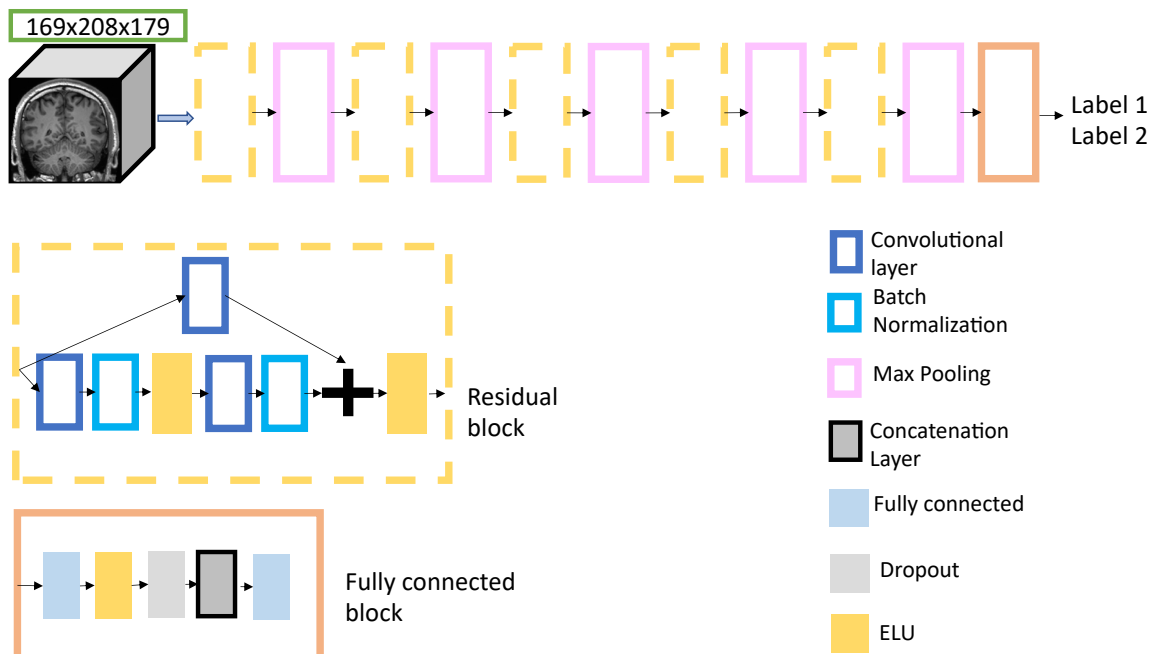 169x208x179
Label 1
Label 2
Convolutional
layer
Batch
Normalization
Max Pooling
Residual
block
Concatenation
Layer
Fully connected
Fully connected
block
Dropout
ELU